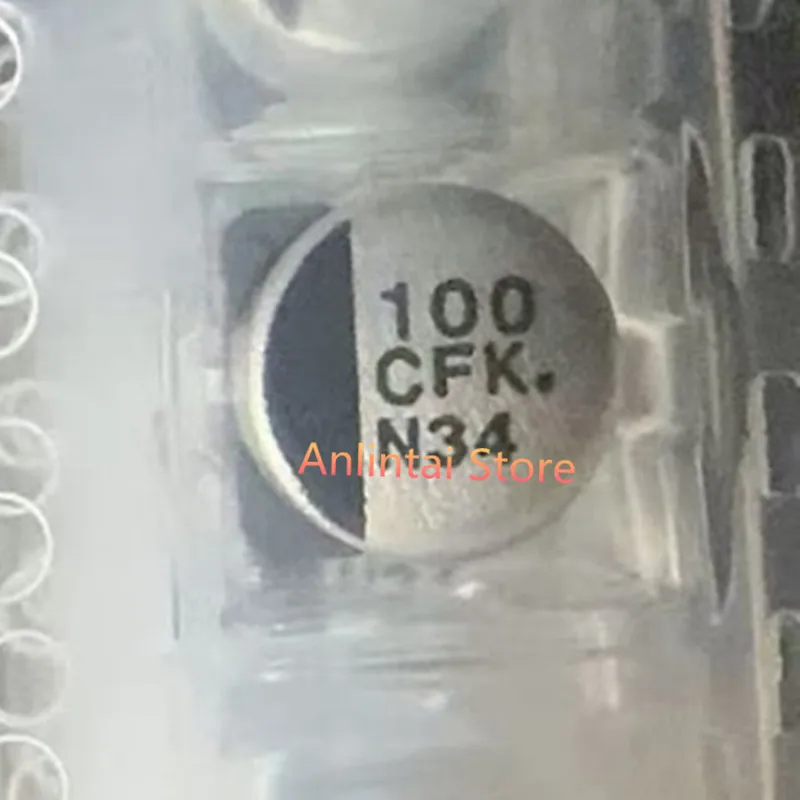 100
CFK.
N34
Anlintai Store